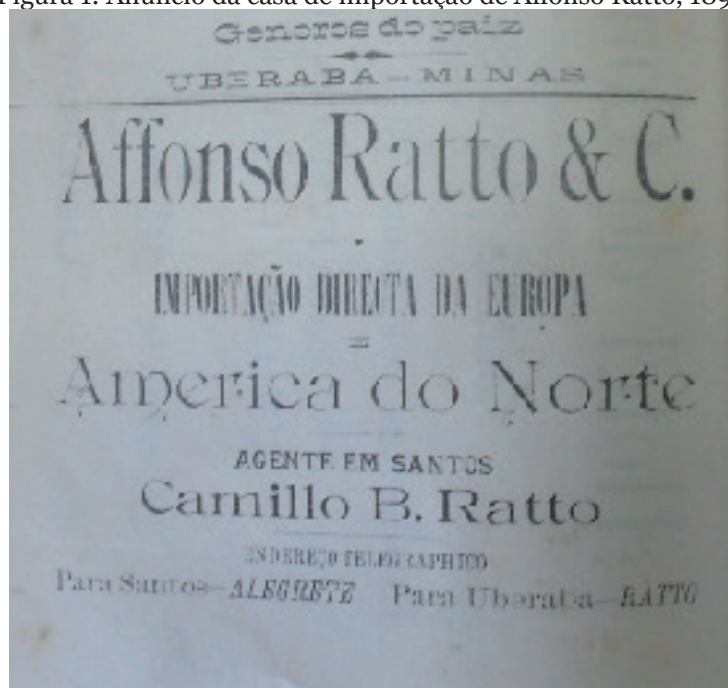 Figura 1: Anúncio da casa de importação de Affonso Ratto, 189
Generos do paiz
UBERABA-MINAS
Affonso Ratto & C.
IMPORTAÇÃO DIRECTA DA EUROPA
E
America do Norte
AGENTE EM SANTOS
Camillo B. Ratto
ENDEREÇO TELEGRAPHICO
Para Santos-ALEGRETE Para Uberaba-RATTO